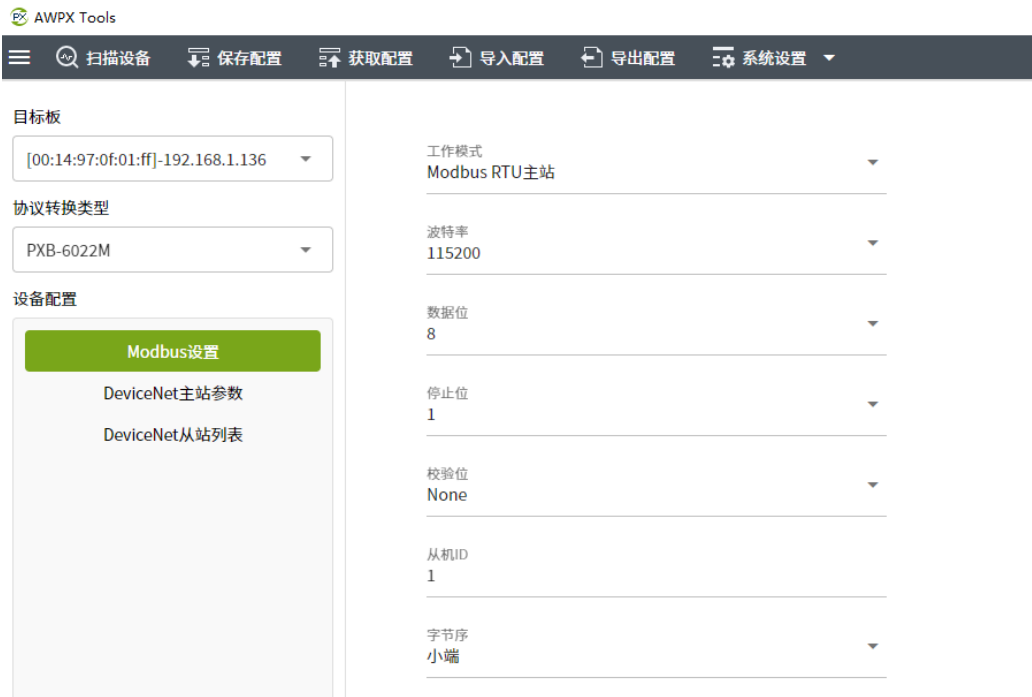 AWPX Tools
扫描设备 保存配置 获取配置 导入配置 导出配置 系统设置
目标板
[00:14:97:0f:01:ff]-192.168.1.136
协议转换类型
PXB-6022M
设备配置
Modbus设置
DeviceNet主站参数
DeviceNet从站列表
工作模式
Modbus RTU主站
波特率
115200
数据位
8
停止位
1
校验位
None
从机ID
1
字节序
小端